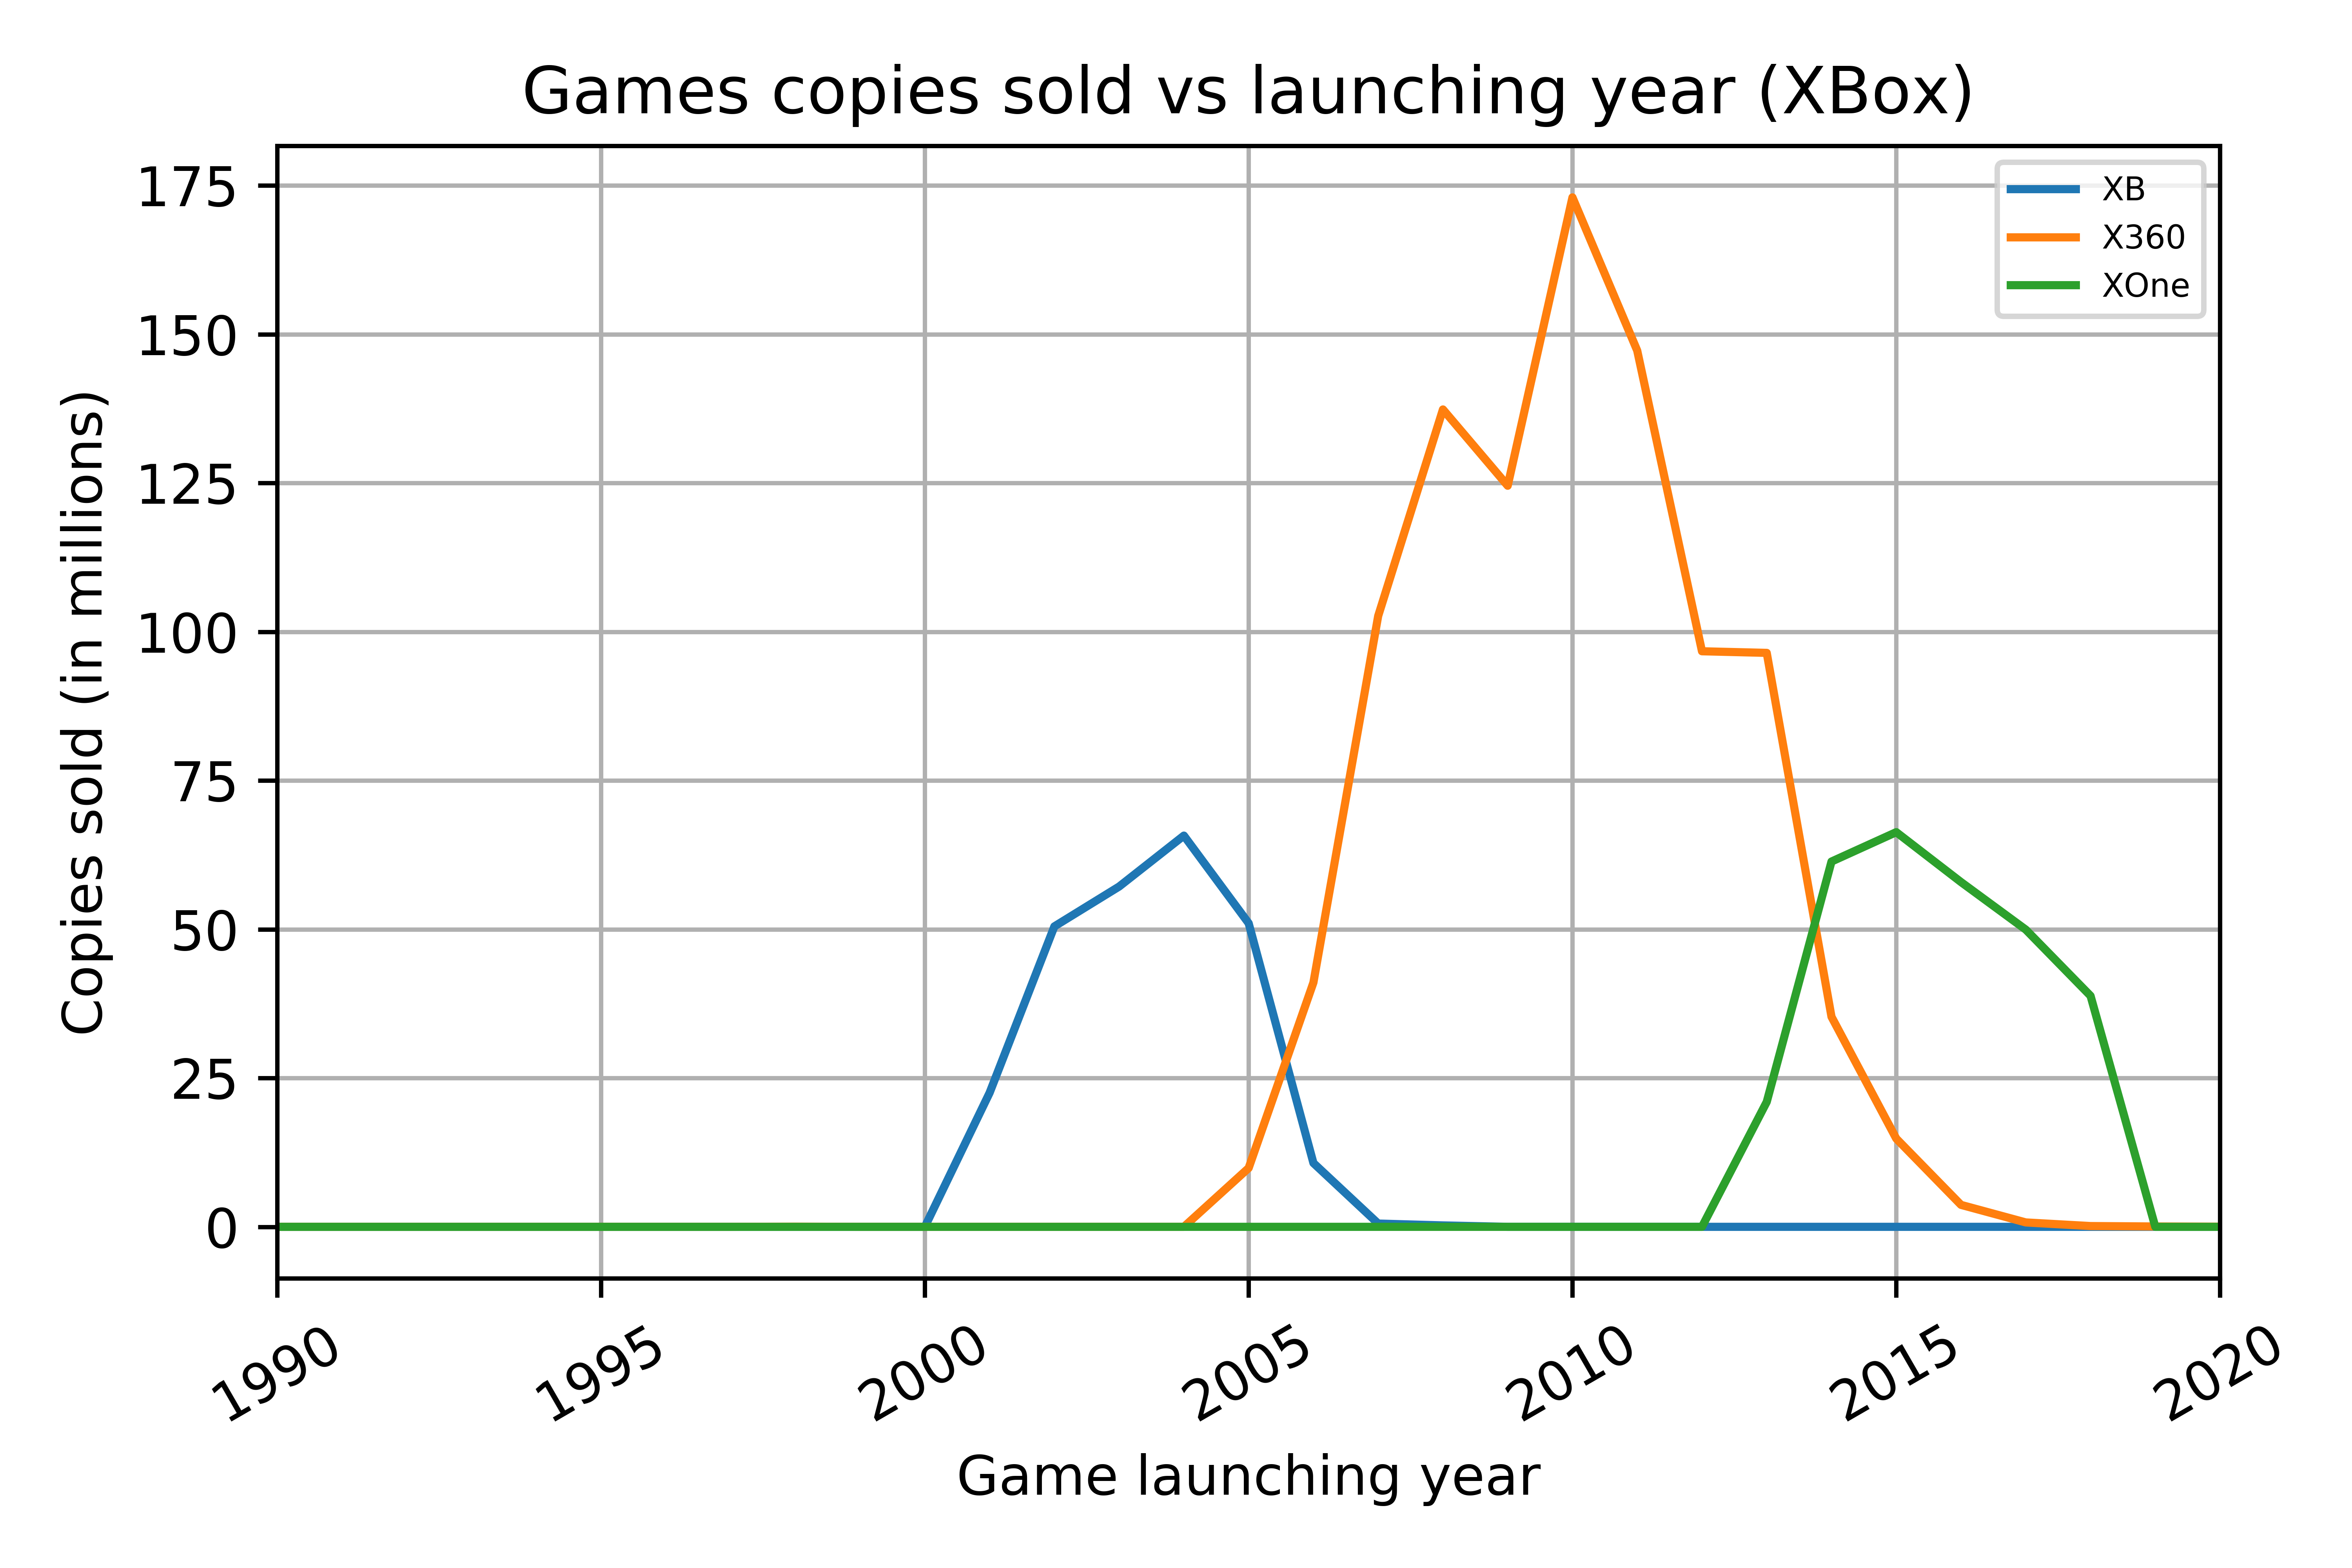 Games copies sold vs launching year (XBox)
175
150
125
100
75
50
25
0
Copies sold (in millions)
XB
X360
XOne
1990
1995
2000
2005
2010
2015
2020
Game launching year